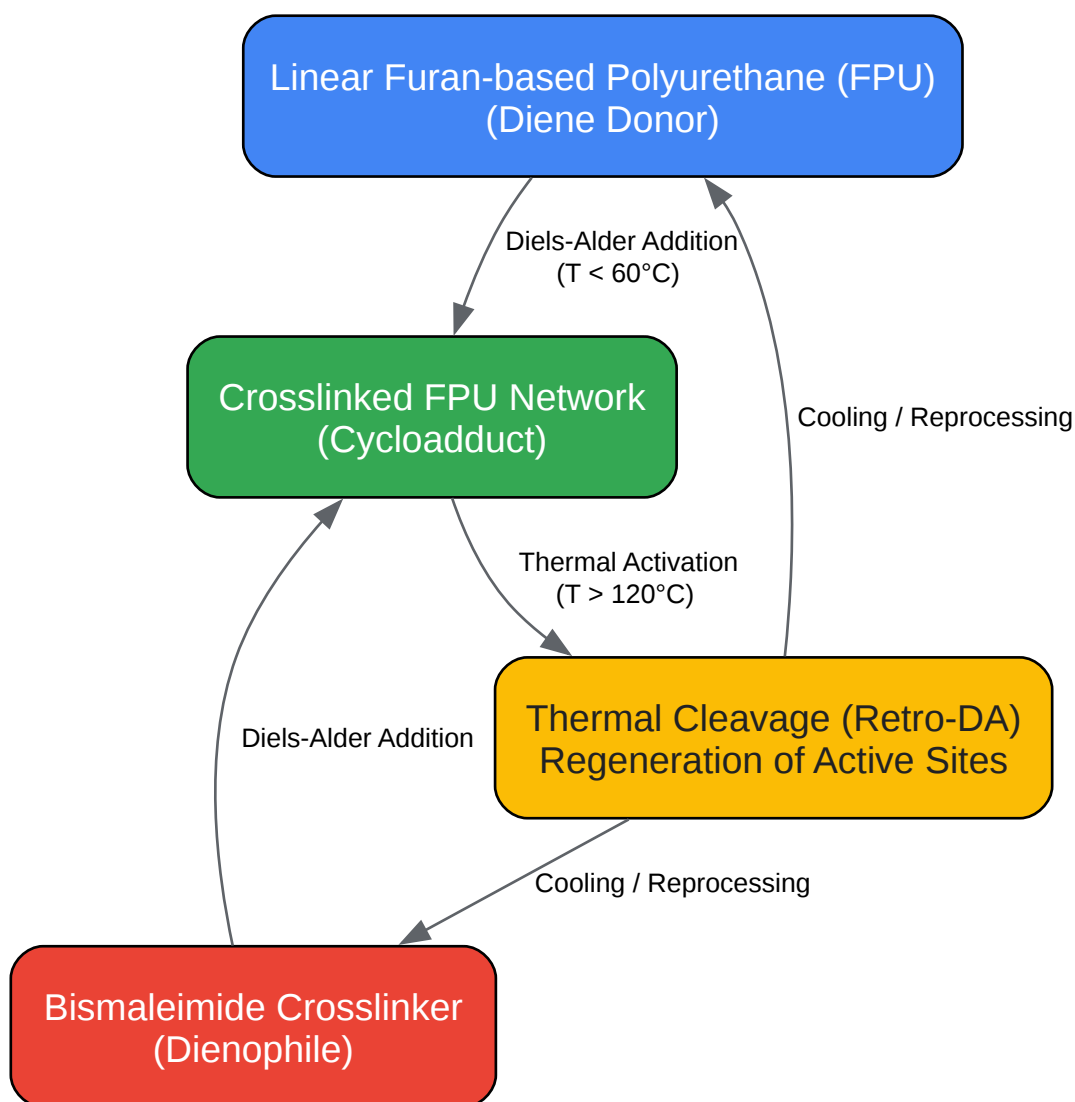 Linear Furan-based Polyurethane (FPU)
(Diene Donor)
Diels-Alder Addition
(T < 60°C)
Crosslinked FPU Network
(Cycloadduct)
Cooling / Reprocessing
Thermal Activation
(T > 120°C)
Thermal Cleavage (Retro-DA)
Regeneration of Active Sites
Diels-Alder Addition
Cooling / Reprocessing
Bismaleimide Crosslinker
(Dienophile)